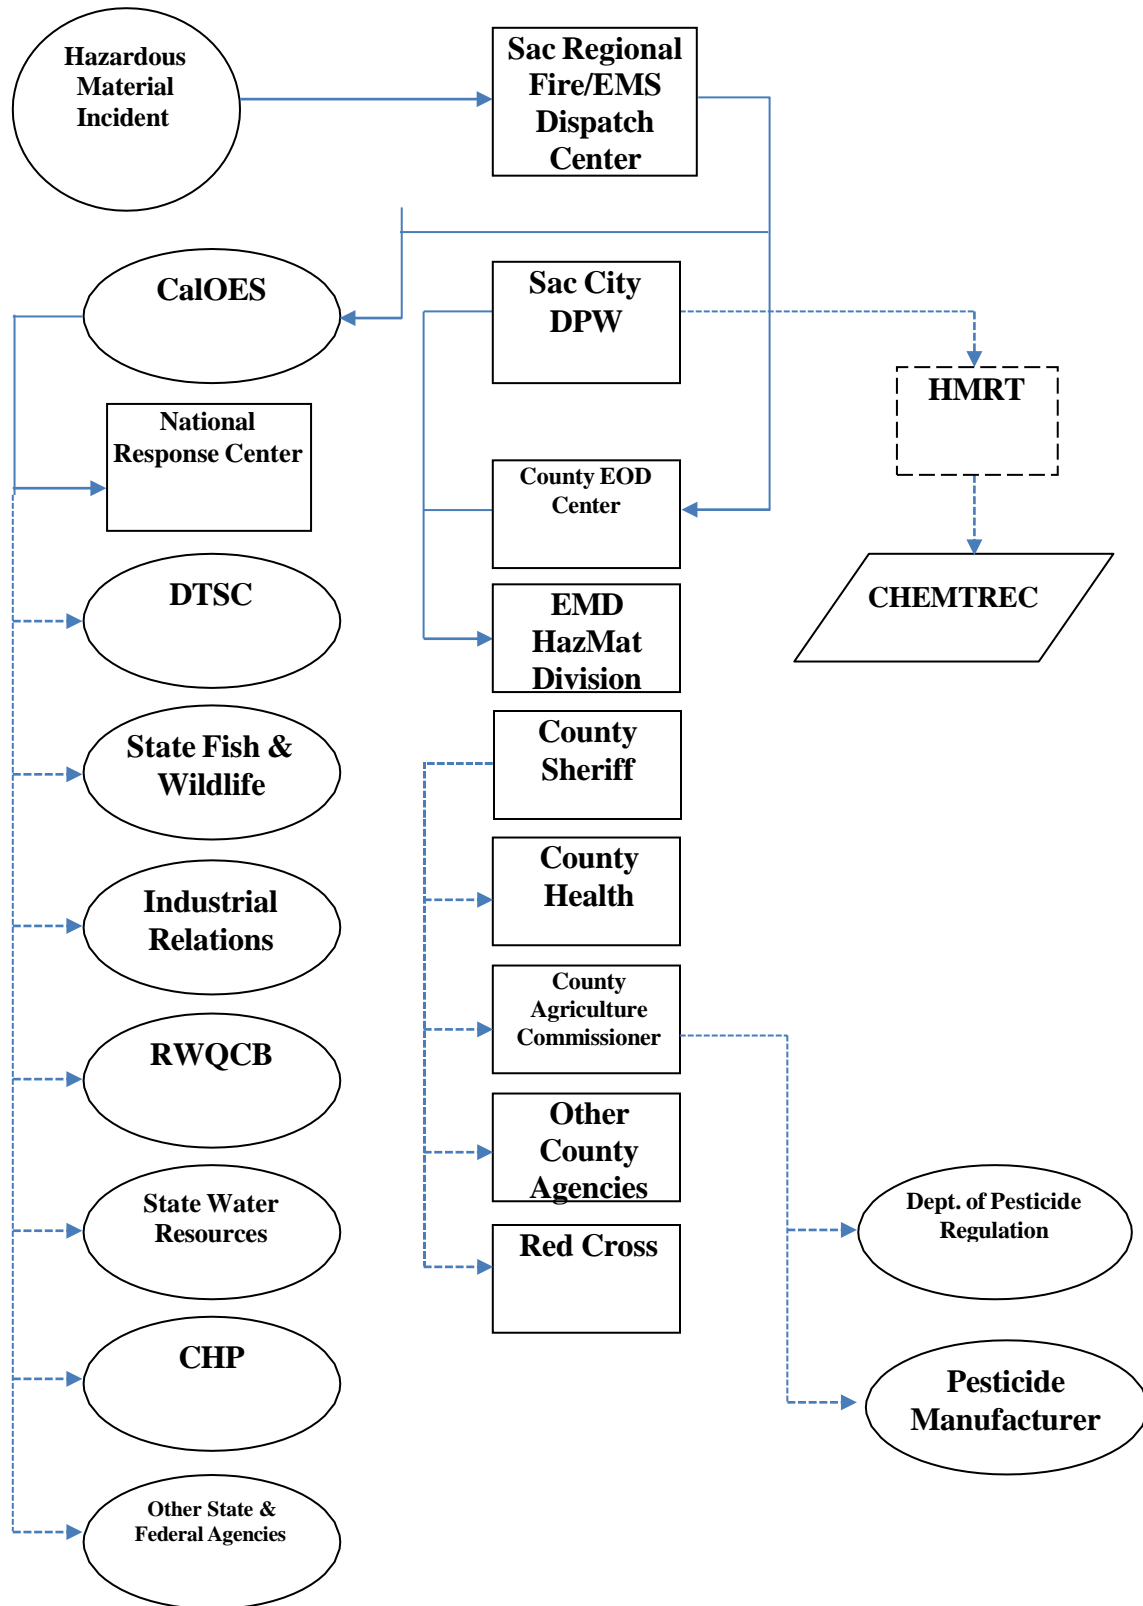 Hazardous
Material
Incident
Sac Regional
Fire/EMS
Dispatch
Center
CalOES
Sac City
DPW
HMRT
National
Response Center
County EOD
Center
CHEMTREC
DTSC
EMD
HazMat
Division
State Fish &
Wildlife
County
Sheriff
Industrial
Relations
County
Health
RWQCB
County
Agriculture
Commissioner
State Water
Resources
Other
County
Agencies
Dept. of Pesticide
Regulation
Red Cross
CHP
Pesticide
Manufacturer
Other State &
Federal Agencies